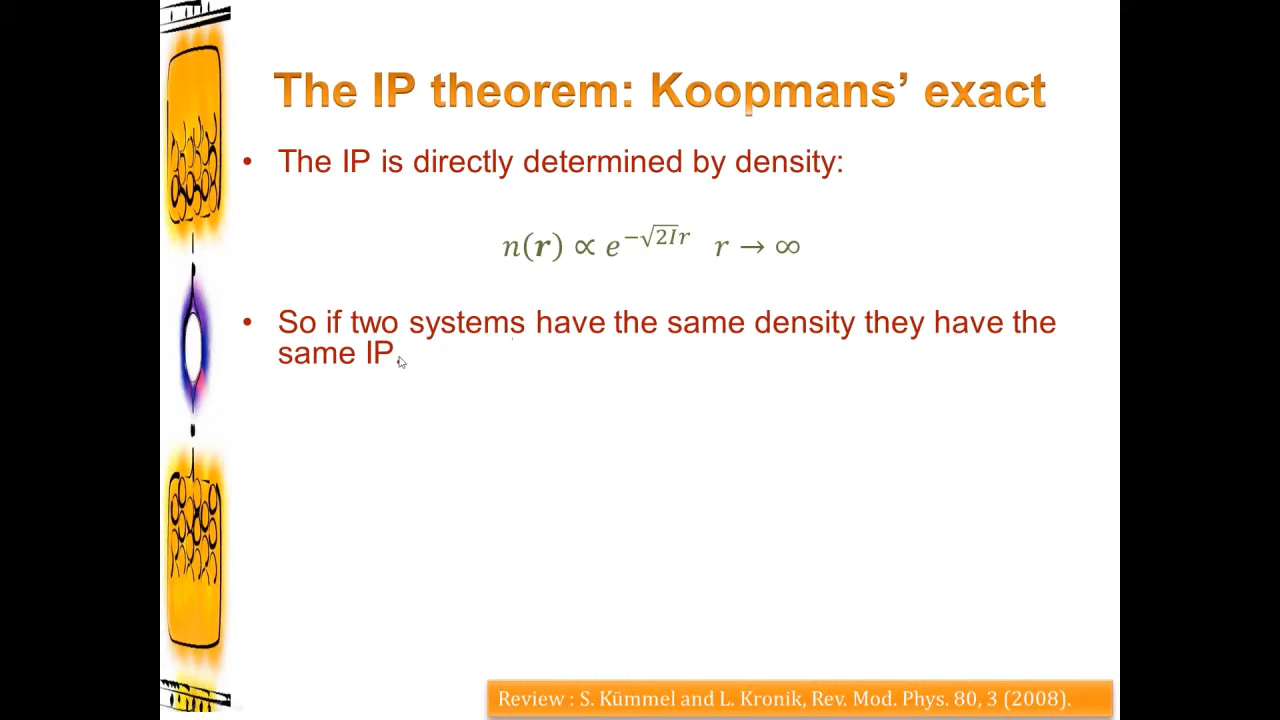 The IP theorem: Koopmans’ exact
• The IP is directly determined by density:
n(r) ∝ e^{−√(2I)r}   r → ∞
• So if two systems have the same density they have the
same IP.
Review : S. Kümmel and L. Kronik, Rev. Mod. Phys. 80, 3 (2008).